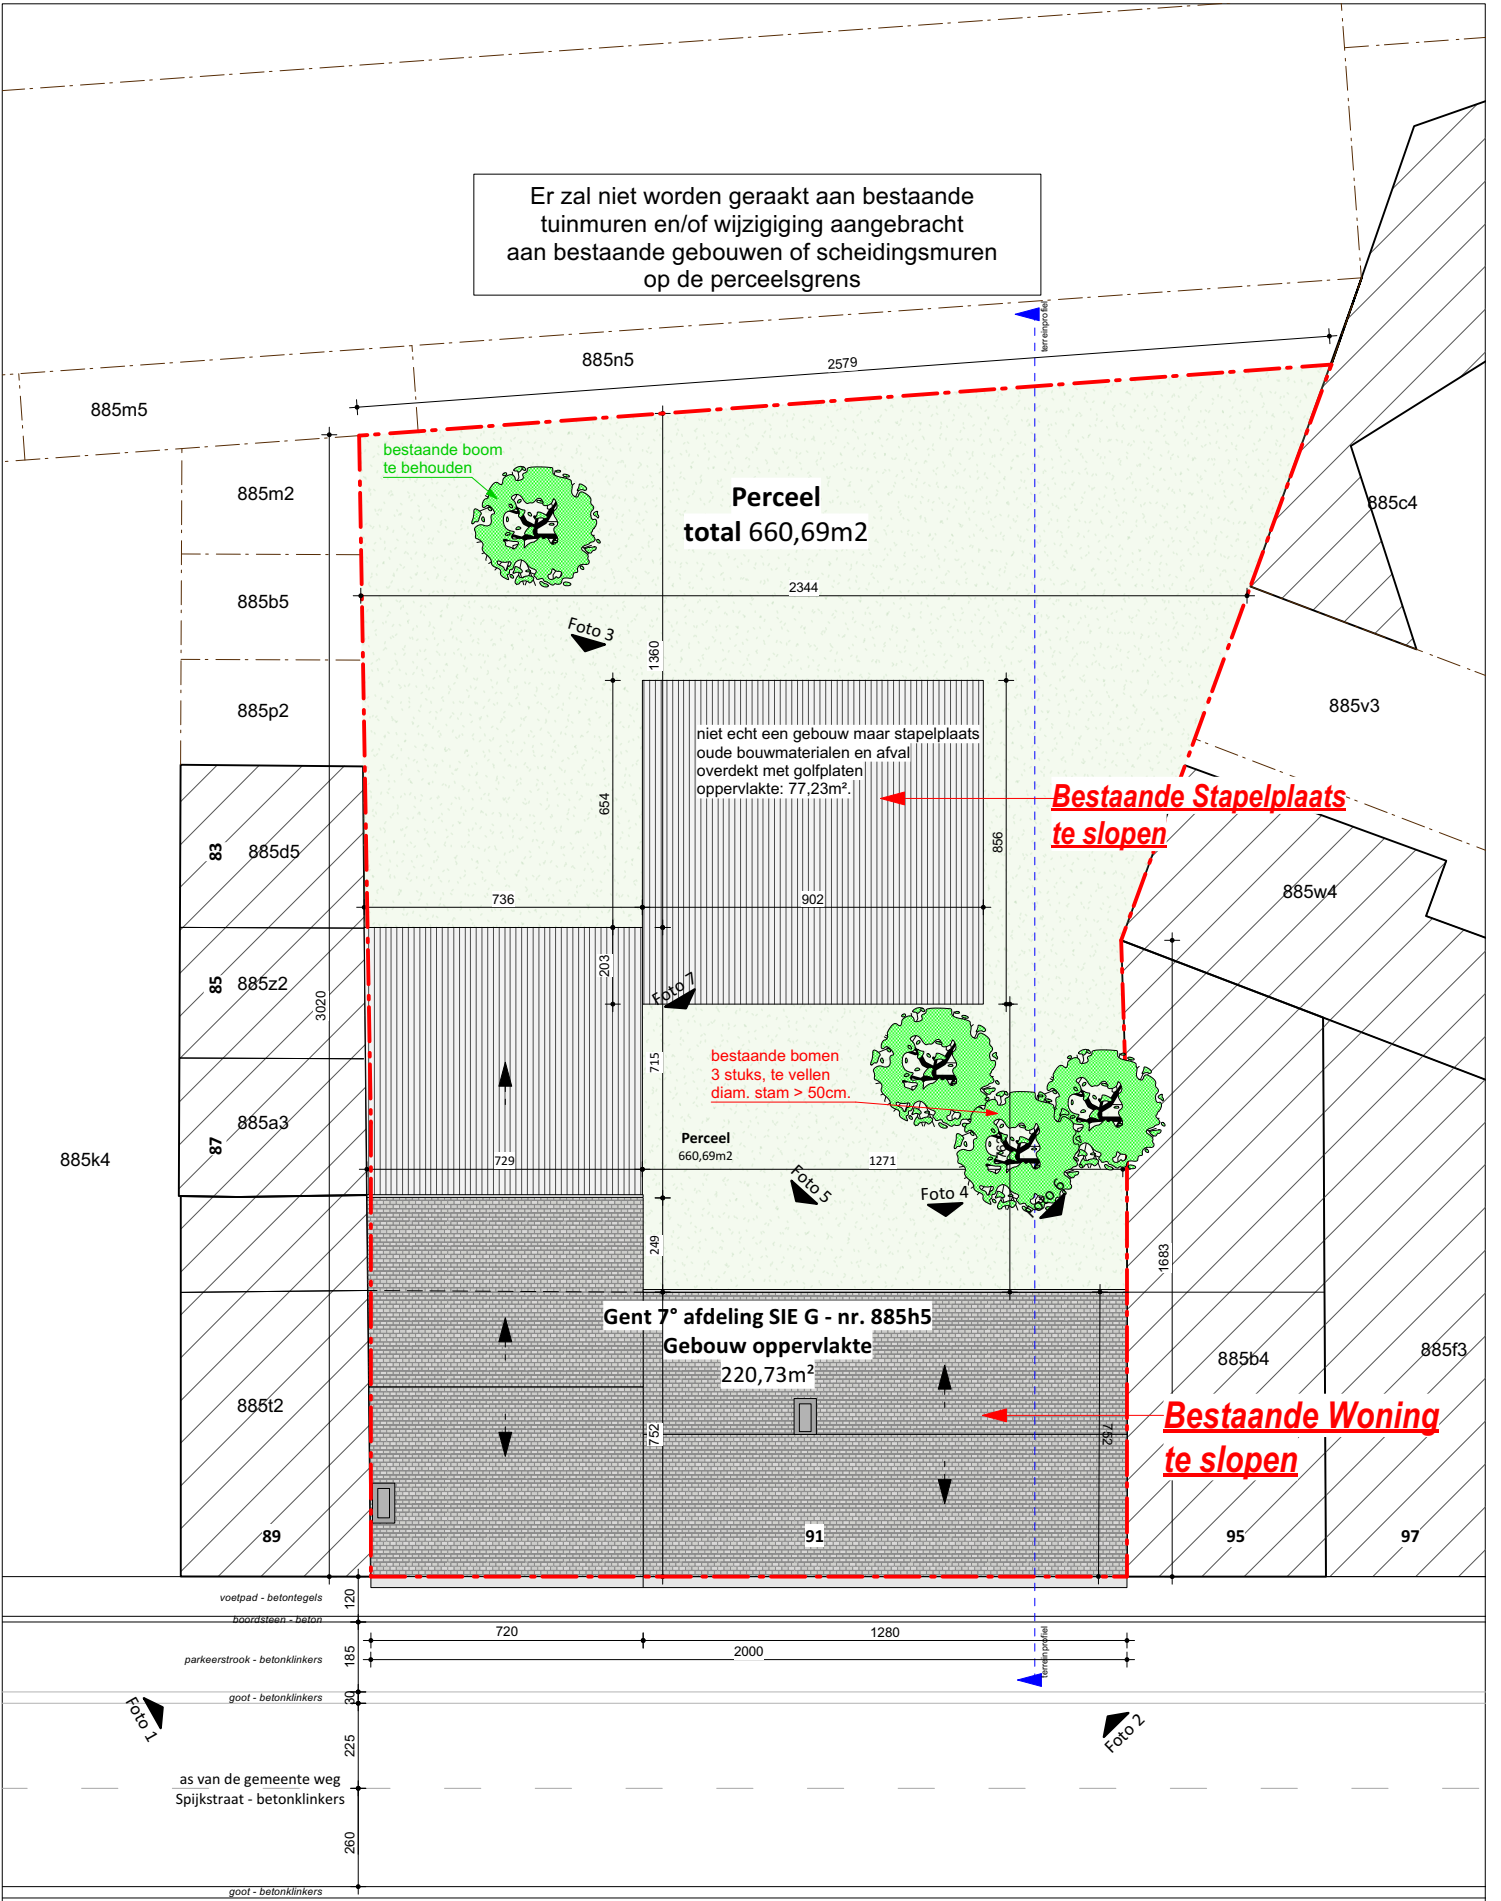 Er zal niet worden geraakt aan bestaande
tuinmuren en/of wijzigiging aangebracht
aan bestaande gebouwen of scheidingsmuren
op de perceelsgrens
terreinprofiel
885n5
2579
885m5
bestaande boom
te behouden
885m2
Perceel
total 660,69m2
885c4
2344
885b5
Foto 3
1360
885p2
885v3
niet echt een gebouw maar stapelplaats
oude bouwmaterialen en afval
overdekt met golfplaten
oppervlakte: 77,23m².
Bestaande Stapelplaats
te slopen
654
856
83
885d5
736
902
885w4
203
85
885z2
Foto 7
3020
715
bestaande bomen
3 stuks, te vellen
diam. stam > 50cm.
87
885a3
Perceel
660,69m2
885k4
729
1271
Foto 5
Foto 4
Foto 6
249
1683
Gent 7° afdeling SIE G - nr. 885h5
Gebouw oppervlakte
220,73m²
885b4
885f3
885t2
752
752
Bestaande Woning
te slopen
89
91
95
97
voetpad - betontegels
120
boordsteen - beton
720
1280
2000
parkeerstrook - betonklinkers
185
terreinprofiel
goot - betonklinkers
30
Foto 1
Foto 2
225
as van de gemeente weg
Spijkstraat - betonklinkers
260
goot - betonklinkers